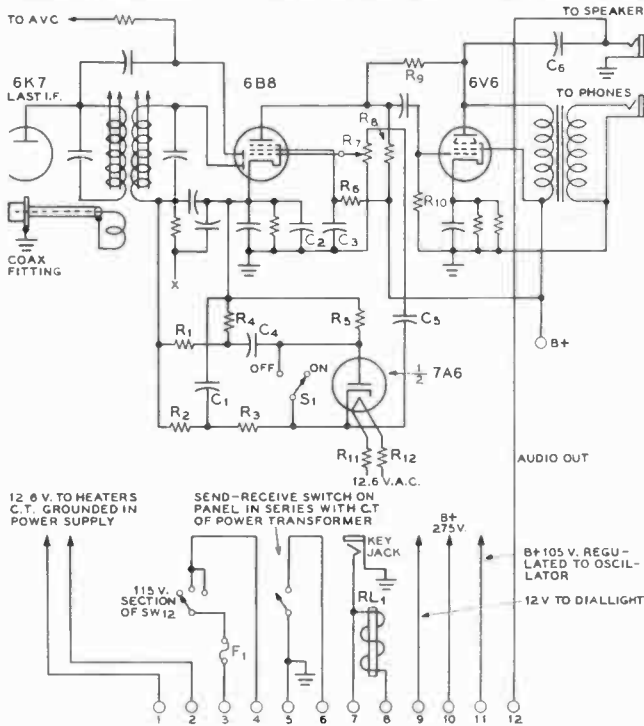 TO AVC
TO SPEAKER
6K7
LAST I.F.
6B8
R9
6V6
C6
TO PHONES
R8
R7
R6
R10
COAX
FITTING
C2
C3
X
R1
R4
C4
R5
C5
OFF
ON
S1
½ 7A6
C1
R2
R3
R11
R12
12.6 V. A.C.
B+
AUDIO OUT
12 6 V. TO HEATERS
C.T. GROUNDED IN
POWER SUPPLY
SEND-RECEIVE SWITCH ON
PANEL IN SERIES WITH C.T
OF POWER TRANSFORMER
KEY
JACK
B+
275V.
B+105 V. REGU-
LATED TO OSCIL-
LATOR
115 V.
SECTION
OF SW12
F1
RL1
12 V TO DIALLIGHT
1 2 3 4 5 6 7 8 9 10 11 12